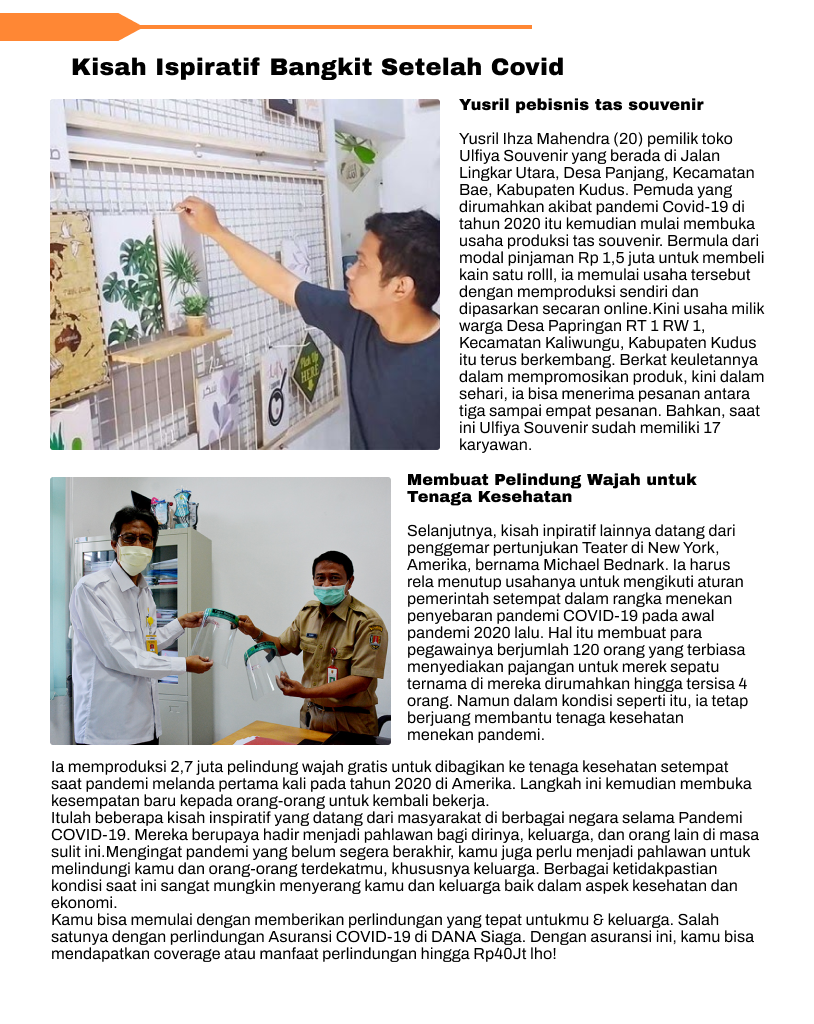 Kisah Ispiratif Bangkit Setelah Covid
Yusril pebisnis tas souvenir
Yusril Ihza Mahendra (20) pemilik toko
Ulfiya Souvenir yang berada di Jalan
Lingkar Utara, Desa Panjang, Kecamatan
Bae, Kabupaten Kudus. Pemuda yang
dirumahkan akibat pandemi Covid-19 di
tahun 2020 itu kemudian mulai membuka
usaha produksi tas souvenir. Bermula dari
modal pinjaman Rp 1,5 juta untuk membeli
kain satu rolll, ia memulai usaha tersebut
dengan memproduksi sendiri dan
dipasarkan secaran online.Kini usaha milik
warga Desa Papringan RT 1 RW 1,
Kecamatan Kaliwungu, Kabupaten Kudus
itu terus berkembang. Berkat keuletannya
dalam mempromosikan produk, kini dalam
sehari, ia bisa menerima pesanan antara
tiga sampai empat pesanan. Bahkan, saat
ini Ulfiya Souvenir sudah memiliki 17
karyawan.
PICK UP
HERE
Membuat Pelindung Wajah untuk
Tenaga Kesehatan
Selanjutnya, kisah inpiratif lainnya datang dari
penggemar pertunjukan Teater di New York,
Amerika, bernama Michael Bednark. Ia harus
rela menutup usahanya untuk mengikuti aturan
pemerintah setempat dalam rangka menekan
penyebaran pandemi COVID-19 pada awal
pandemi 2020 lalu. Hal itu membuat para
pegawainya berjumlah 120 orang yang terbiasa
menyediakan pajangan untuk merek sepatu
ternama di mereka dirumahkan hingga tersisa 4
orang. Namun dalam kondisi seperti itu, ia tetap
berjuang membantu tenaga kesehatan
menekan pandemi.
Ia memproduksi 2,7 juta pelindung wajah gratis untuk dibagikan ke tenaga kesehatan setempat
saat pandemi melanda pertama kali pada tahun 2020 di Amerika. Langkah ini kemudian membuka
kesempatan baru kepada orang-orang untuk kembali bekerja.
Itulah beberapa kisah inspiratif yang datang dari masyarakat di berbagai negara selama Pandemi
COVID-19. Mereka berupaya hadir menjadi pahlawan bagi dirinya, keluarga, dan orang lain di masa
sulit ini.Mengingat pandemi yang belum segera berakhir, kamu juga perlu menjadi pahlawan untuk
melindungi kamu dan orang-orang terdekatmu, khususnya keluarga. Berbagai ketidakpastian
kondisi saat ini sangat mungkin menyerang kamu dan keluarga baik dalam aspek kesehatan dan
ekonomi.
Kamu bisa memulai dengan memberikan perlindungan yang tepat untukmu & keluarga. Salah
satunya dengan perlindungan Asuransi COVID-19 di DANA Siaga. Dengan asuransi ini, kamu bisa
mendapatkan coverage atau manfaat perlindungan hingga Rp40Jt lho!